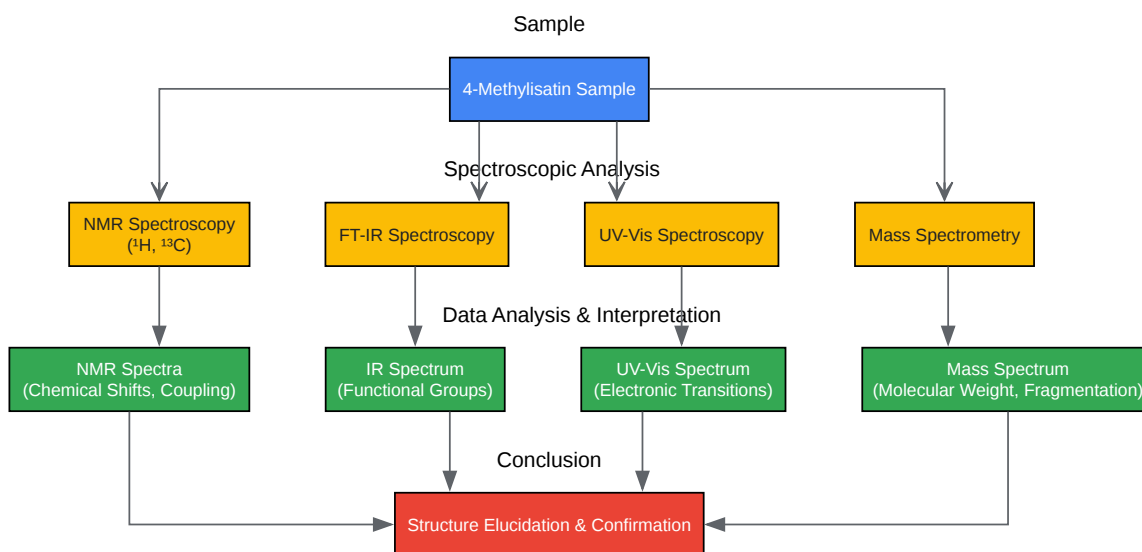 Sample
4-Methylisatin Sample
Spectroscopic Analysis
NMR Spectroscopy
(¹H, ¹³C)
FT-IR Spectroscopy
UV-Vis Spectroscopy
Mass Spectrometry
Data Analysis & Interpretation
NMR Spectra
(Chemical Shifts, Coupling)
IR Spectrum
(Functional Groups)
UV-Vis Spectrum
(Electronic Transitions)
Mass Spectrum
(Molecular Weight, Fragmentation)
Conclusion
Structure Elucidation & Confirmation